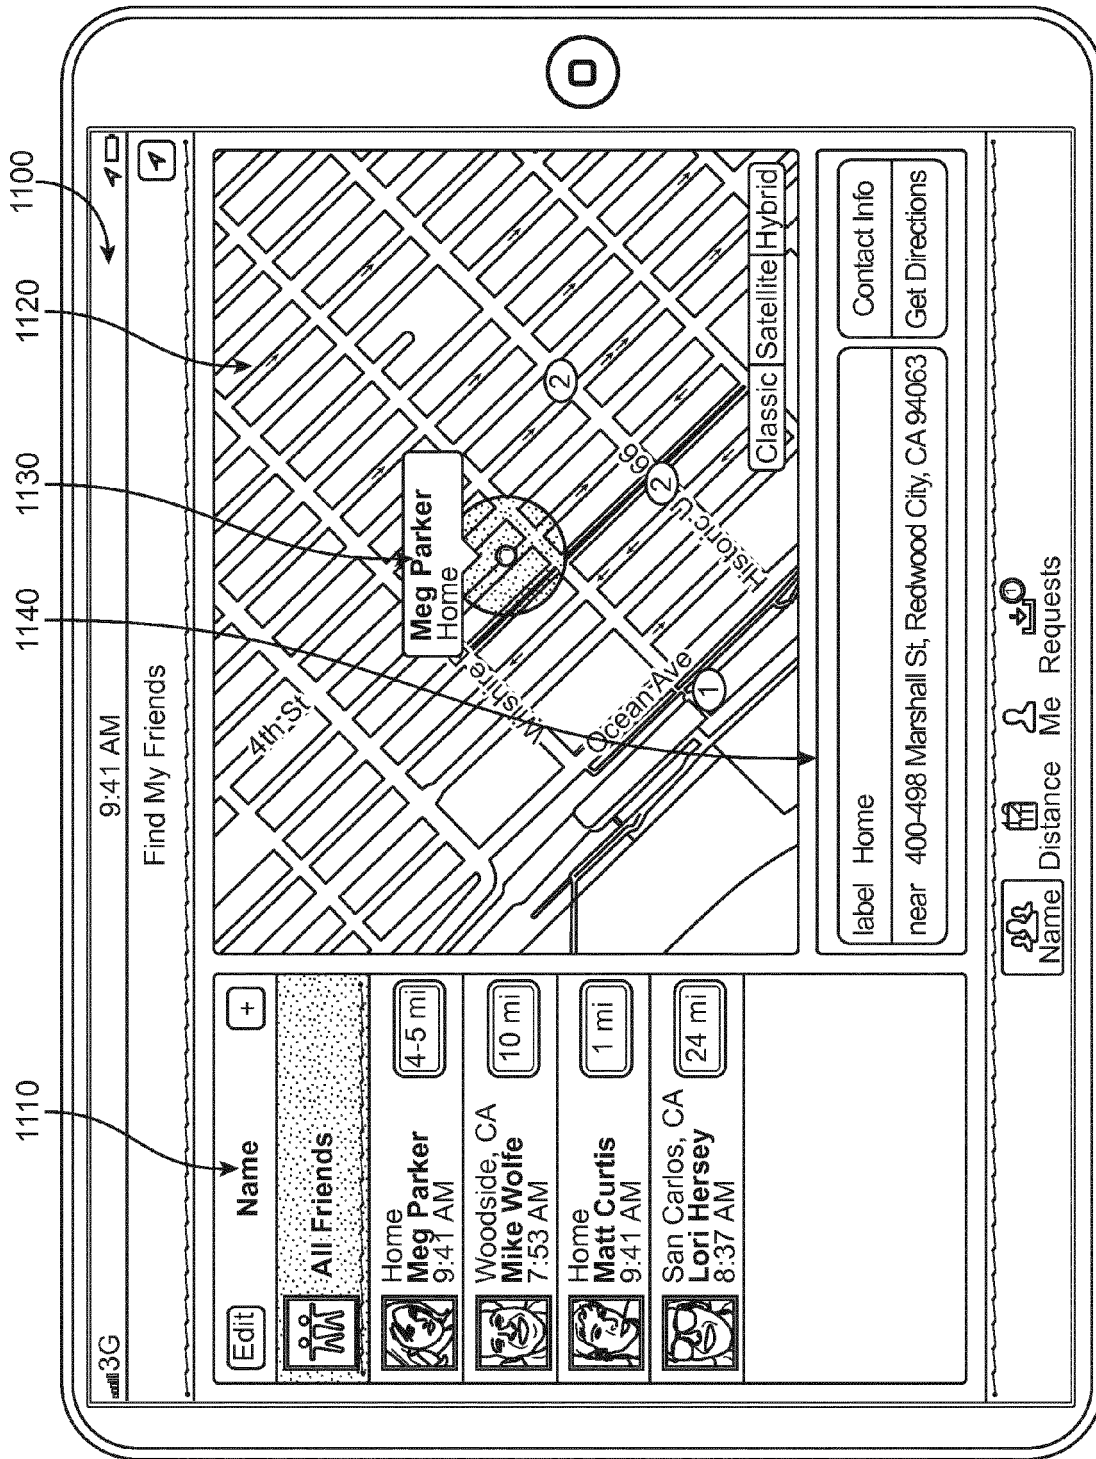 1100
1120
1130
1140
1110
3G 9:41 AM
Find My Friends
Edit Name +
All Friends
Home
Meg Parker
9:41 AM
4-5 mi
Woodside, CA
Mike Wolfe
7:53 AM
10 mi
Home
Matt Curtis
9:41 AM
1 mi
San Carlos, CA
Lori Hersey
8:37 AM
24 mi
4th St
Meg Parker
Home
Wilshire
Ocean Ave
Historic U 66
2
2
1
Classic Satellite Hybrid
label Home
near 400-498 Marshall St, Redwood City, CA 94063
Contact Info
Get Directions
Name Distance Me Requests
1